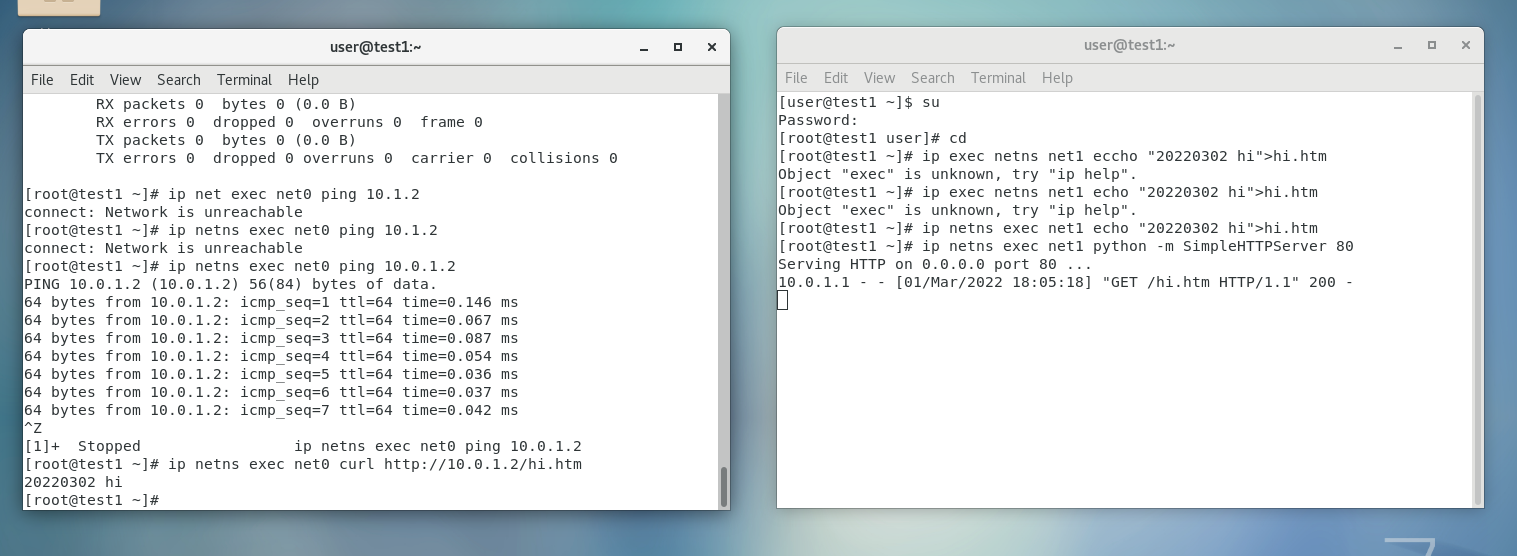 user@test1:~
File Edit View Search Terminal Help
RX packets 0  bytes 0 (0.0 B)
RX errors 0  dropped 0  overruns 0  frame 0
TX packets 0  bytes 0 (0.0 B)
TX errors 0  dropped 0 overruns 0  carrier 0  collisions 0
[root@test1 ~]# ip net exec net0 ping 10.1.2
connect: Network is unreachable
[root@test1 ~]# ip netns exec net0 ping 10.1.2
connect: Network is unreachable
[root@test1 ~]# ip netns exec net0 ping 10.0.1.2
PING 10.0.1.2 (10.0.1.2) 56(84) bytes of data.
64 bytes from 10.0.1.2: icmp_seq=1 ttl=64 time=0.146 ms
64 bytes from 10.0.1.2: icmp_seq=2 ttl=64 time=0.067 ms
64 bytes from 10.0.1.2: icmp_seq=3 ttl=64 time=0.087 ms
64 bytes from 10.0.1.2: icmp_seq=4 ttl=64 time=0.054 ms
64 bytes from 10.0.1.2: icmp_seq=5 ttl=64 time=0.036 ms
64 bytes from 10.0.1.2: icmp_seq=6 ttl=64 time=0.037 ms
64 bytes from 10.0.1.2: icmp_seq=7 ttl=64 time=0.042 ms
^Z
[1]+  Stopped                 ip netns exec net0 ping 10.0.1.2
[root@test1 ~]# ip netns exec net0 curl http://10.0.1.2/hi.htm
20220302 hi
[root@test1 ~]#
user@test1:~
File Edit View Search Terminal Help
[user@test1 ~]$ su
Password:
[root@test1 user]# cd
[root@test1 ~]# ip exec netns net1 eccho "20220302 hi">hi.htm
Object "exec" is unknown, try "ip help".
[root@test1 ~]# ip exec netns net1 echo "20220302 hi">hi.htm
Object "exec" is unknown, try "ip help".
[root@test1 ~]# ip netns exec net1 echo "20220302 hi">hi.htm
[root@test1 ~]# ip netns exec net1 python -m SimpleHTTPServer 80
Serving HTTP on 0.0.0.0 port 80 ...
10.0.1.1 - - [01/Mar/2022 18:05:18] "GET /hi.htm HTTP/1.1" 200 -